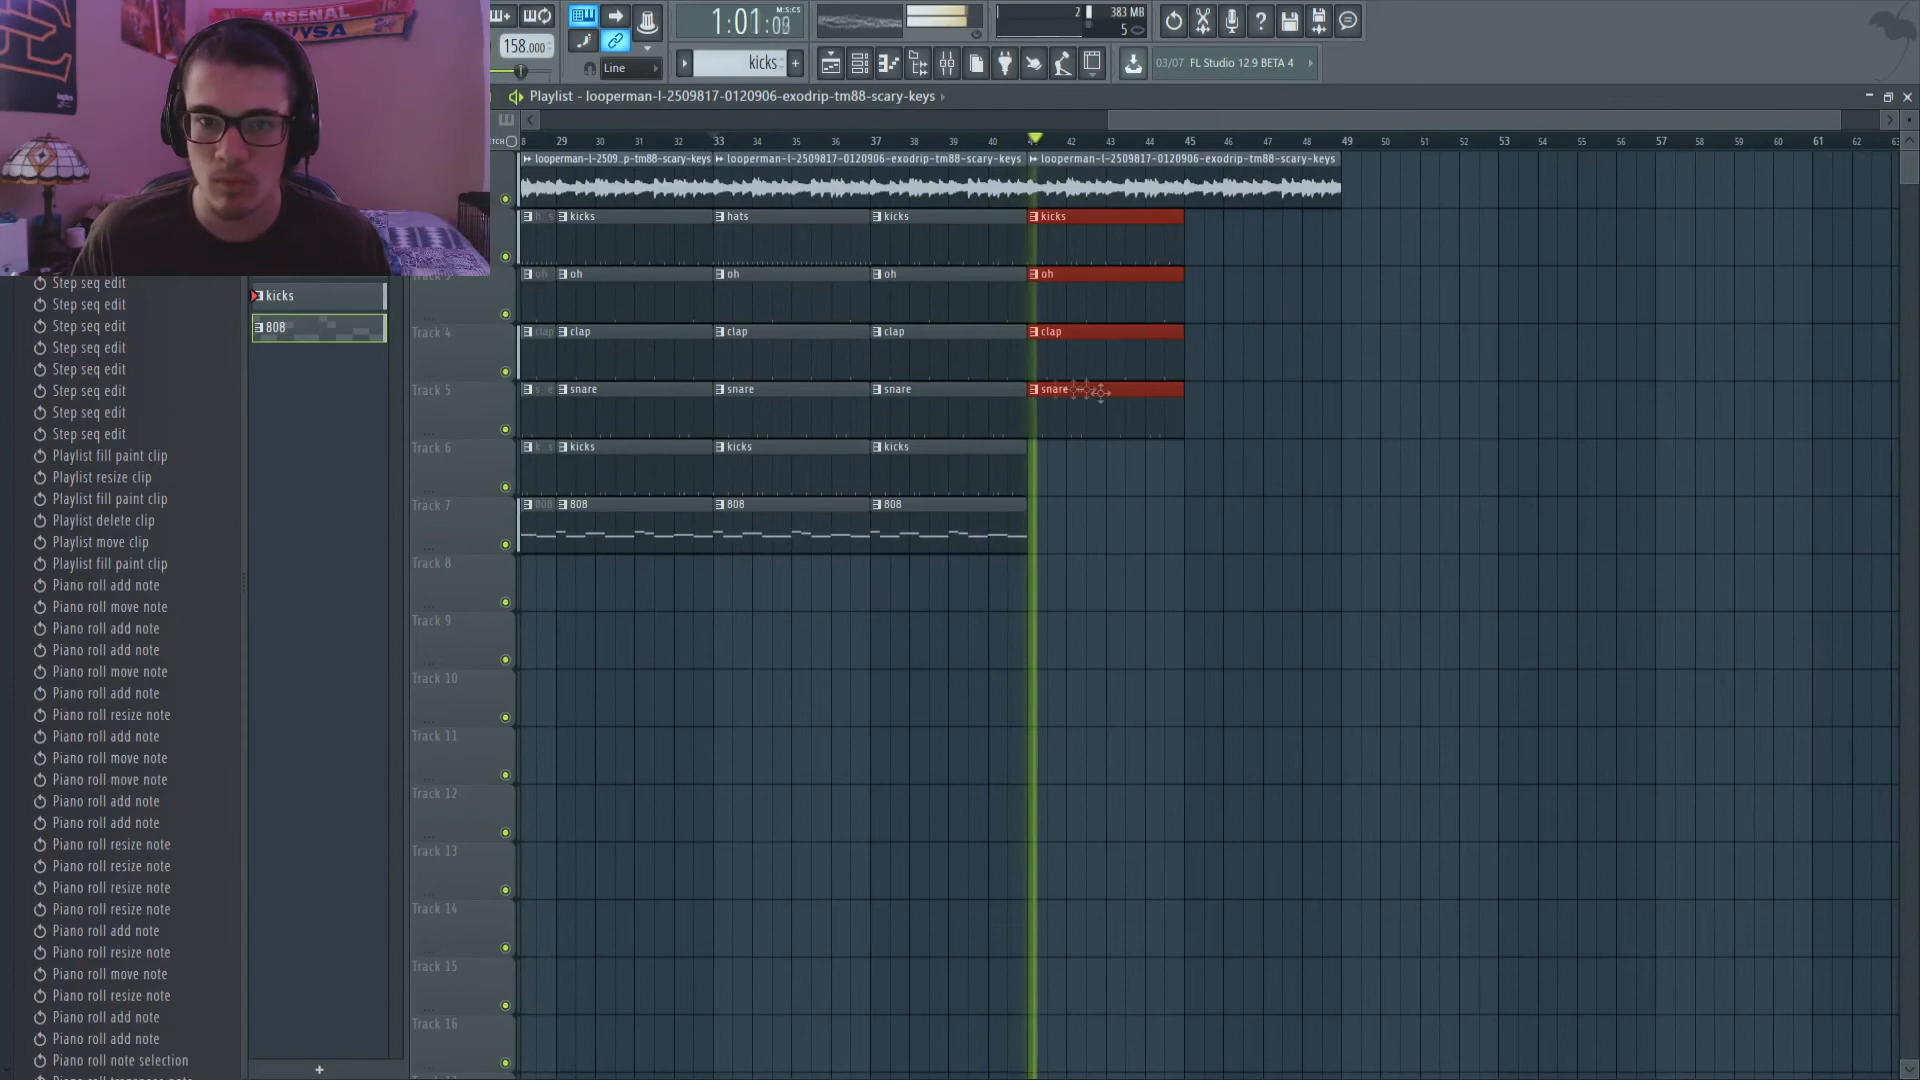 ARSENAL
158.000
Line
1:01:00
M:S:CS
kicks
2
383 MB
5
03/07 FL Studio 12.9 BETA 4
Playlist - looperman-l-2509817-0120906-exodrip-tm88-scary-keys
8 29 30 31 32 33 34 35 36 37 38 39 40 42 43 44 45 46 47 48 49 50 51 52 53 54 55 56 57 58 59 60 61 62
looperman-l-2509..p-tm88-scary-keys looperman-l-2509817-0120906-exodrip-tm88-scary-keys looperman-l-2509817-0120906-exodrip-tm88-scary-keys
kicks hats kicks kicks
oh oh oh oh oh
Track 4 clap clap clap clap clap
Track 5 snare snare snare snare
Track 6 kicks kicks kicks
Track 7 808 808 808 808
Track 8
Track 9
Track 10
Track 11
Track 12
Track 13
Track 14
Track 15
Track 16
kicks
808
Step seq edit
Step seq edit
Step seq edit
Step seq edit
Step seq edit
Step seq edit
Step seq edit
Step seq edit
Playlist fill paint clip
Playlist resize clip
Playlist fill paint clip
Playlist delete clip
Playlist move clip
Playlist fill paint clip
Piano roll add note
Piano roll move note
Piano roll add note
Piano roll add note
Piano roll move note
Piano roll add note
Piano roll resize note
Piano roll add note
Piano roll move note
Piano roll move note
Piano roll add note
Piano roll add note
Piano roll resize note
Piano roll resize note
Piano roll resize note
Piano roll resize note
Piano roll add note
Piano roll resize note
Piano roll move note
Piano roll resize note
Piano roll add note
Piano roll add note
Piano roll note selection